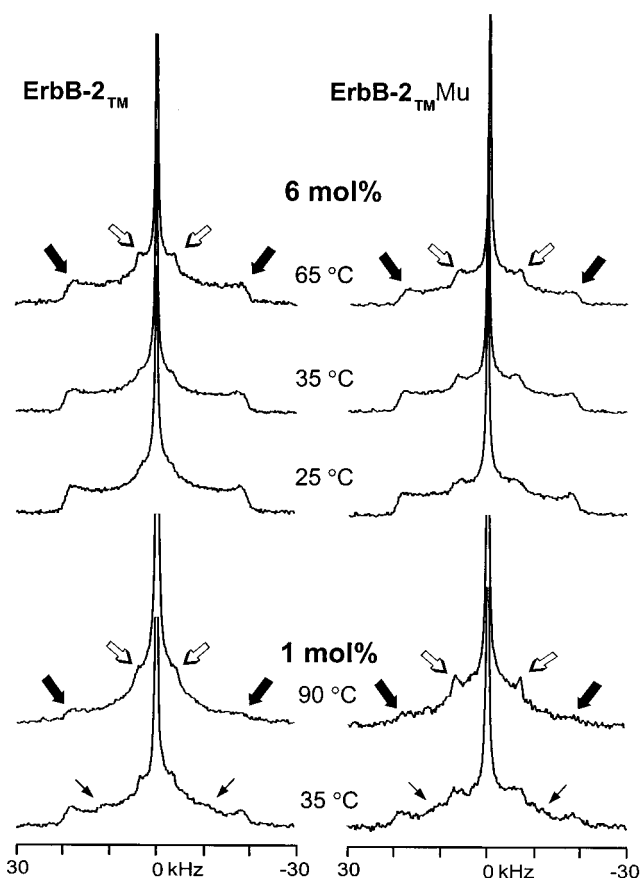 ErbB-2TM
ErbB-2TMMu
6 mol%
65 °C
35 °C
25 °C
1 mol%
90 °C
35 °C
30 0 kHz -30
30 0 kHz -30